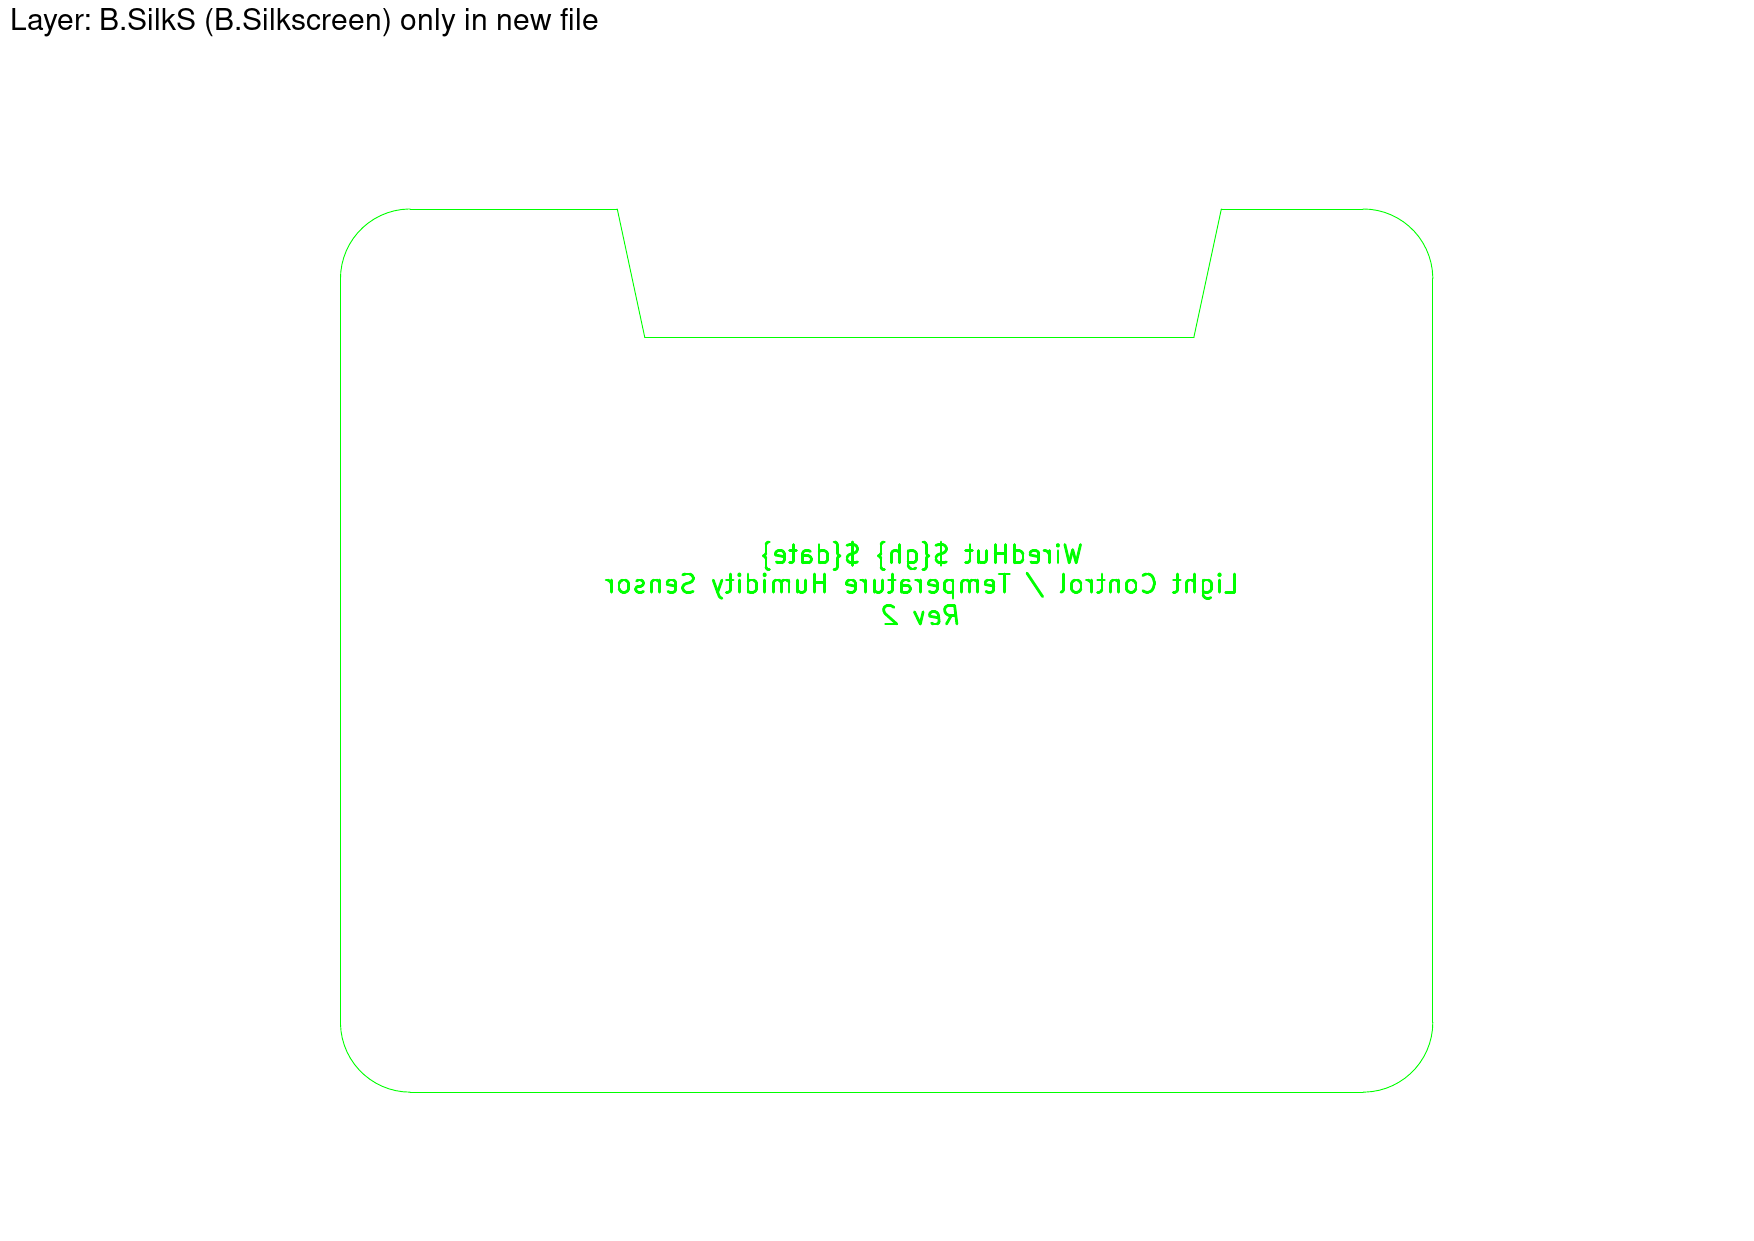 Layer: B.SilkS (B.Silkscreen) only in new file
WiredHut ${gh} ${date}
Light Control / Temperature Humidity Sensor
Rev 2